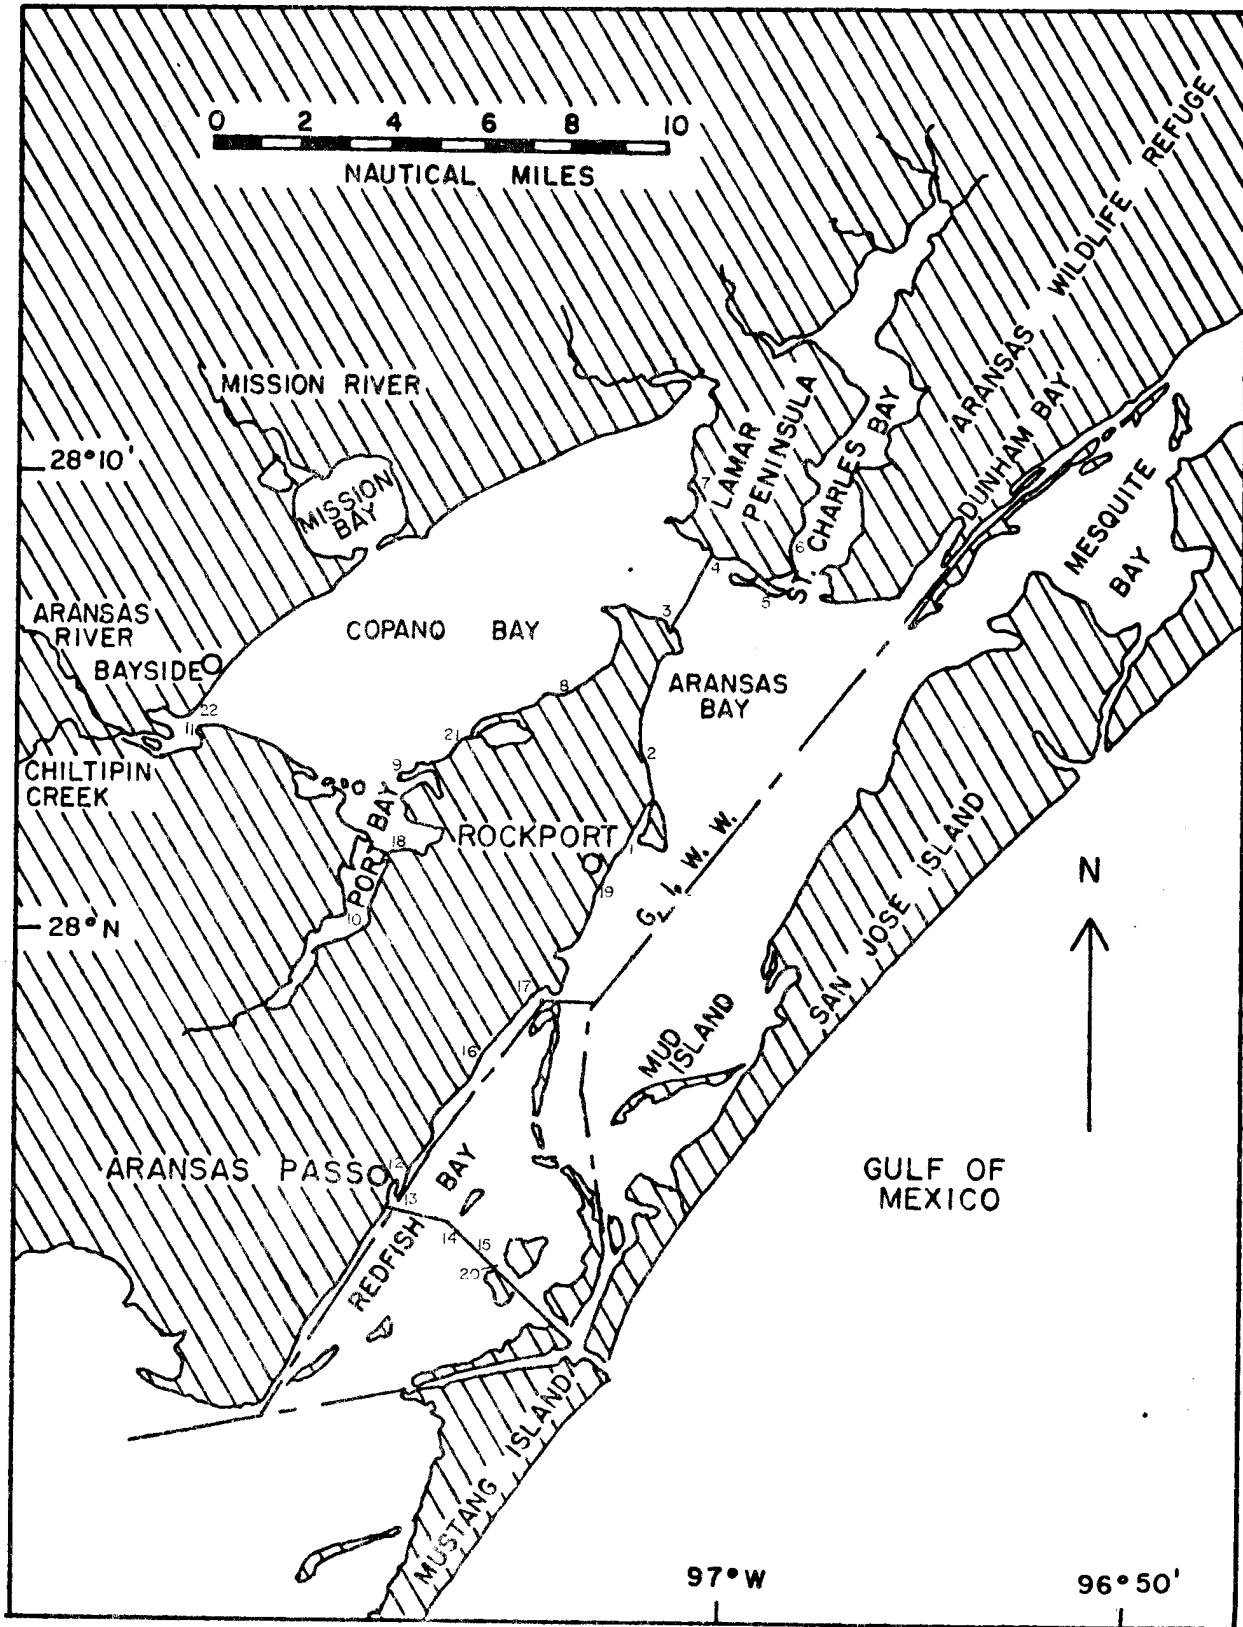 0 2 4 6 8 10
NAUTICAL MILES
ARANSAS WILDLIFE REFUGE
MISSION RIVER
28°10'
MISSION
BAY
LAMAR
PENINSULA
ST. CHARLES BAY
DUNHAM BAY
MESQUITE
BAY
7
6
4
5
3
ARANSAS
RIVER
BAYSIDE
COPANO BAY
ARANSAS
BAY
8
22
11
21
2
9
CHILTIPIN
CREEK
PORT BAY
18
10
ROCKPORT
1
19
G. I. W. W.
SAN JOSE ISLAND
N
28°N
17
16
MUD
ISLAND
ARANSAS PASS
12
13
REDFISH BAY
14
15
20
GULF OF
MEXICO
MUSTANG ISLAND
97°W
96°50'